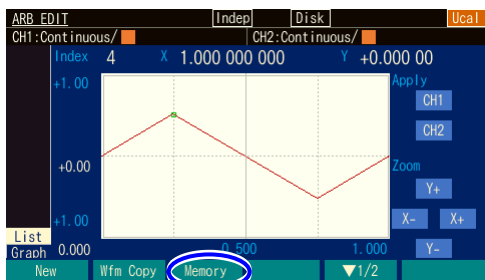 ARB EDIT Indep Disk Ucal
CH1:Continuous/ CH2:Continuous/
Index 4 X 1.000 000 000 Y +0.000 00
+1.00 Apply
CH1
CH2
+0.00 Zoom
Y+
+1.00 X- X+
List
Graph 0.000 0.500 1.000 Y-
New Wfm Copy Memory ▼1/2